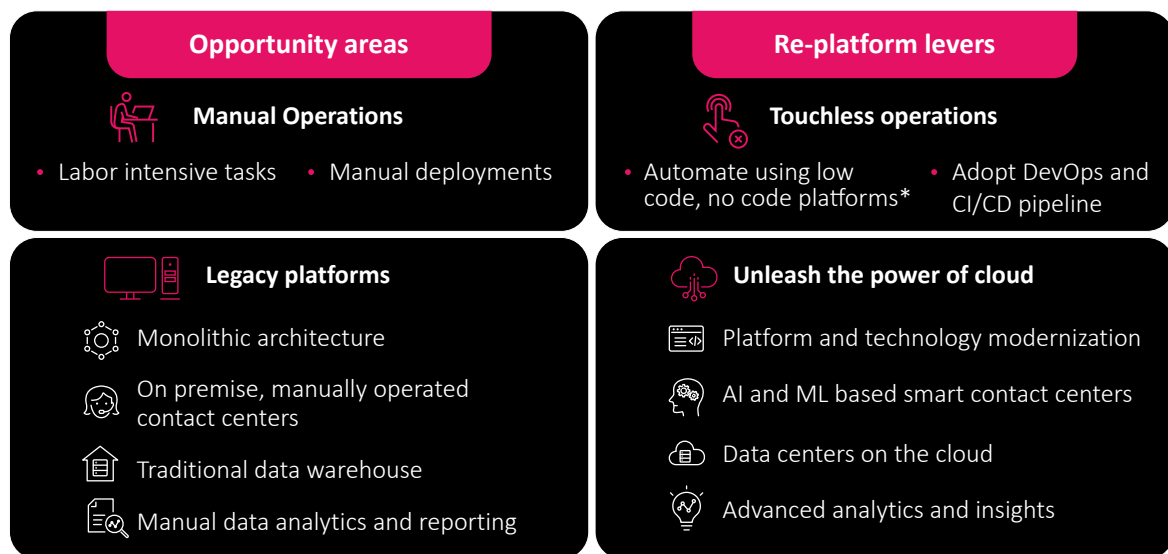 Opportunity areas
Manual Operations
• Labor intensive tasks
• Manual deployments
Re-platform levers
Touchless operations
• Automate using low
code, no code platforms*
• Adopt DevOps and
CI/CD pipeline
Legacy platforms
Monolithic architecture
On premise, manually operated
contact centers
Traditional data warehouse
Manual data analytics and reporting
Unleash the power of cloud
Platform and technology modernization
AI and ML based smart contact centers
Data centers on the cloud
Advanced analytics and insights